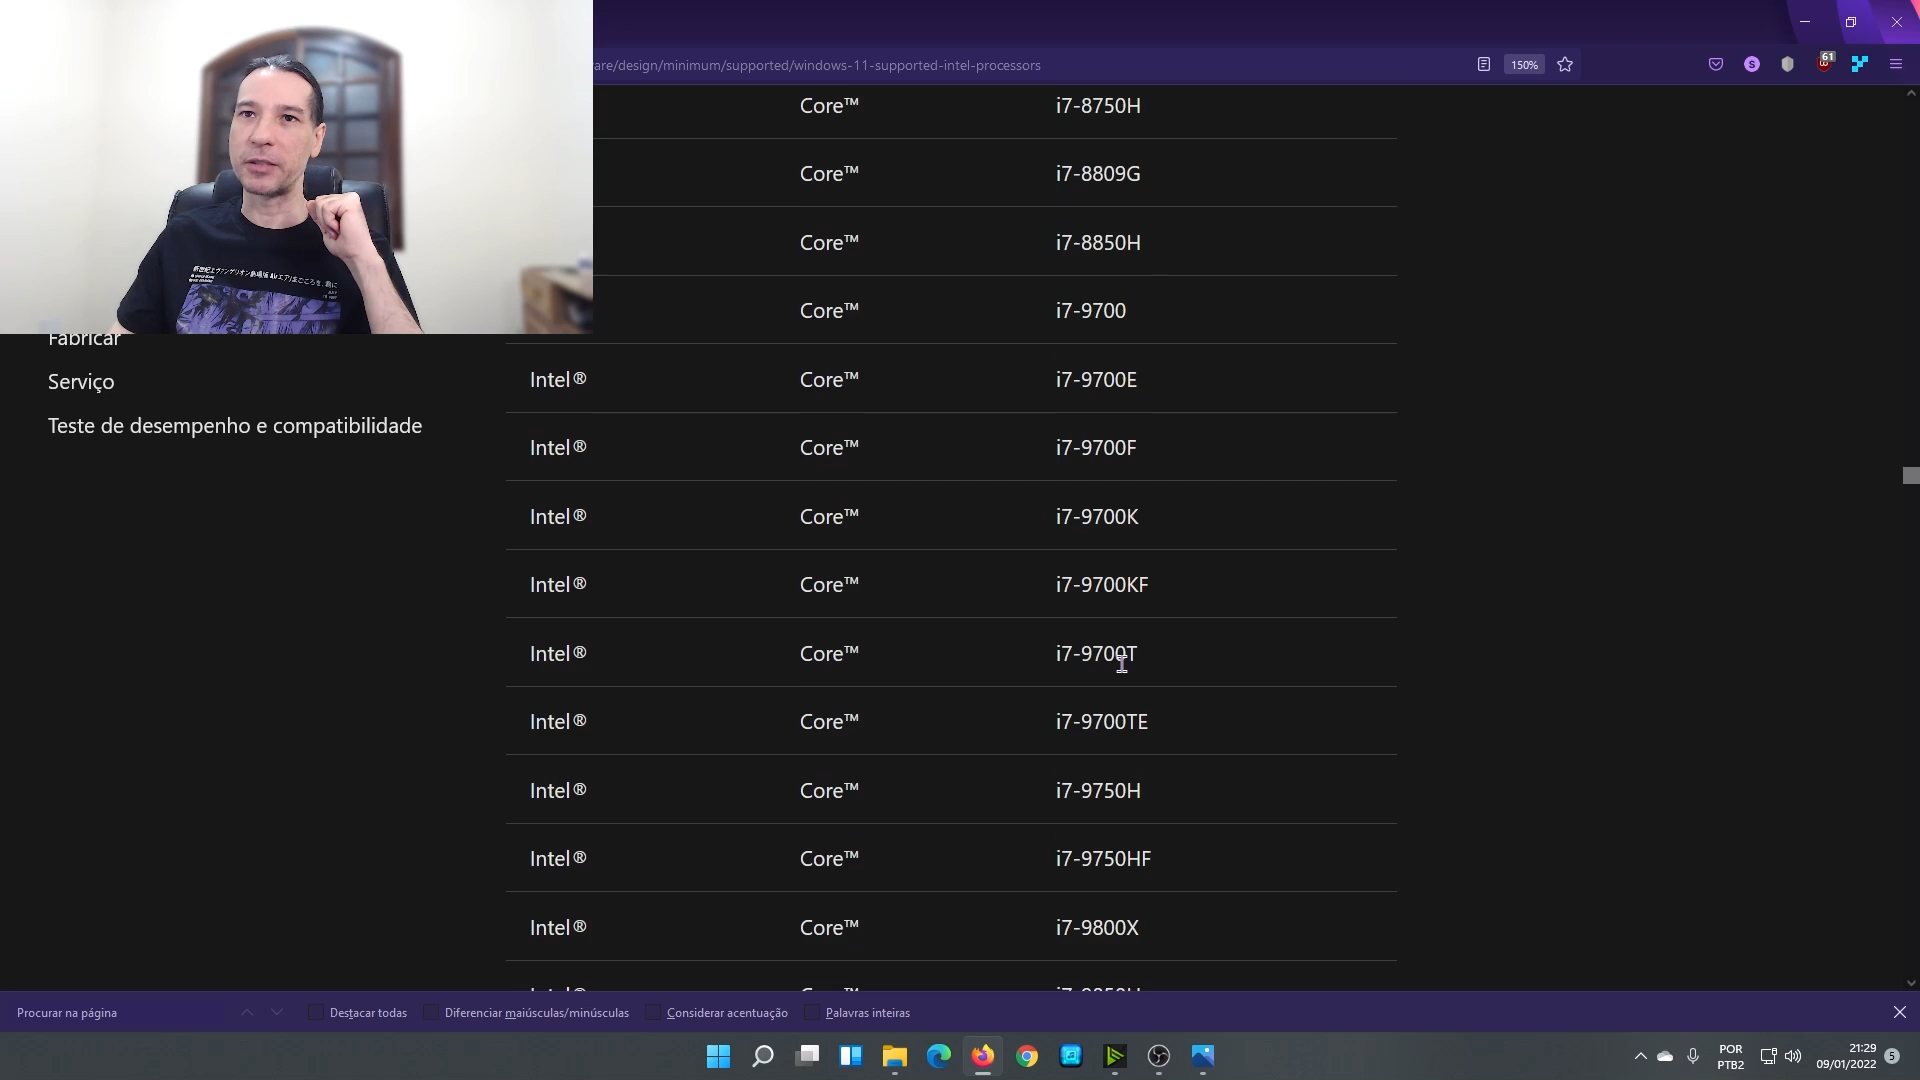 are/design/minimum/supported/windows-11-supported-intel-processors
150%
S
61
Core™ i7-8750H
Core™ i7-8809G
Core™ i7-8850H
Core™ i7-9700
Fabricar
Intel® Core™ i7-9700E
Serviço
Teste de desempenho e compatibilidade
Intel® Core™ i7-9700F
Intel® Core™ i7-9700K
Intel® Core™ i7-9700KF
Intel® Core™ i7-9700T
Intel® Core™ i7-9700TE
Intel® Core™ i7-9750H
Intel® Core™ i7-9750HF
Intel® Core™ i7-9800X
Procurar na página Destacar todas Diferenciar maiúsculas/minúsculas Considerar acentuação Palavras inteiras
POR
PTB2
21:29
09/01/2022
5